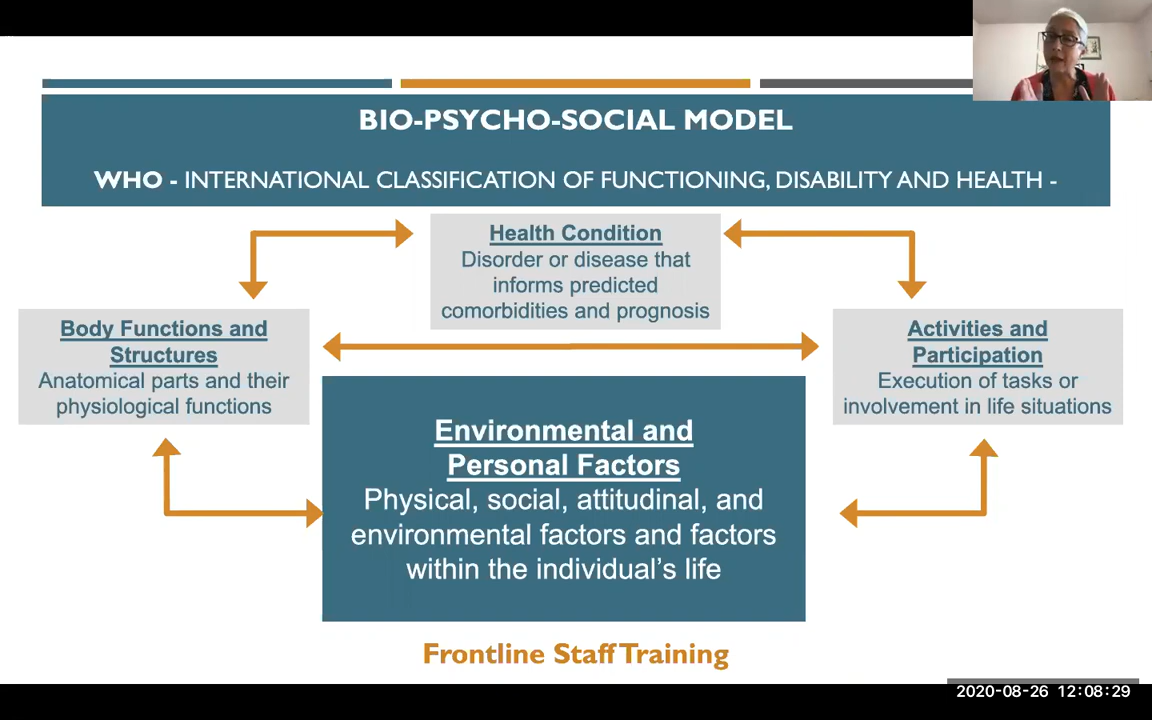 BIO-PSYCHO-SOCIAL MODEL
WHO - INTERNATIONAL CLASSIFICATION OF FUNCTIONING, DISABILITY AND HEALTH -
Health Condition
Disorder or disease that
informs predicted
comorbidities and prognosis
Body Functions and
Structures
Anatomical parts and their
physiological functions
Activities and
Participation
Execution of tasks or
involvement in life situations
Environmental and
Personal Factors
Physical, social, attitudinal, and
environmental factors and factors
within the individual’s life
Frontline Staff Training
2020-08-26 12:08:29